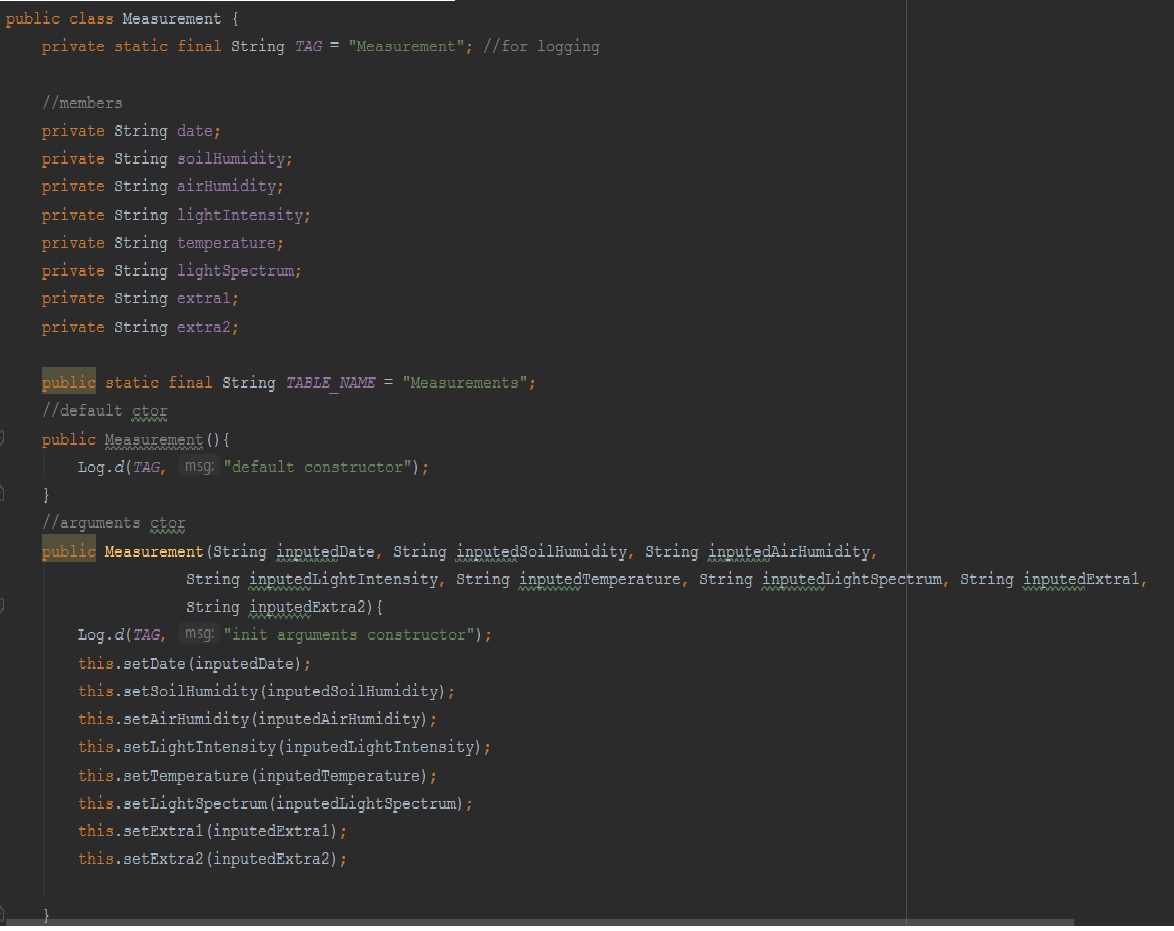 public class Measurement {
private static final String TAG = "Measurement"; //for logging
//members
private String date;
private String soilHumidity;
private String airHumidity;
private String lightIntensity;
private String temperature;
private String lightSpectrum;
private String extra1;
private String extra2;
public static final String TABLE_NAME = "Measurements";
//default ctor
public Measurement(){
Log.d(TAG, msg: "default constructor");
}
//arguments ctor
public Measurement(String inputedDate, String inputedSoilHumidity, String inputedAirHumidity,
String inputedLightIntensity, String inputedTemperature, String inputedLightSpectrum, String inputedExtra1,
String inputedExtra2){
Log.d(TAG, msg: "init arguments constructor");
this.setDate(inputedDate);
this.setSoilHumidity(inputedSoilHumidity);
this.setAirHumidity(inputedAirHumidity);
this.setLightIntensity(inputedLightIntensity);
this.setTemperature(inputedTemperature);
this.setLightSpectrum(inputedLightSpectrum);
this.setExtra1(inputedExtra1);
this.setExtra2(inputedExtra2);
}